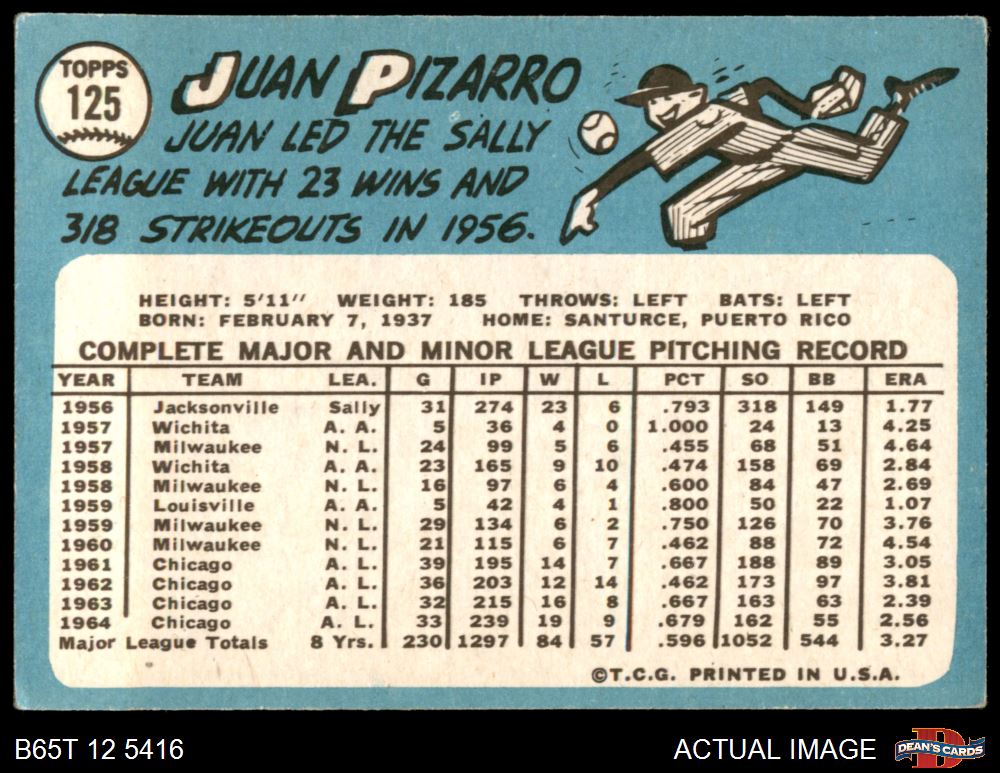 TOPPS
125
JUAN PIZARRO
JUAN LED THE SALLY
LEAGUE WITH 23 WINS AND
318 STRIKEOUTS IN 1956.
HEIGHT: 5'11" WEIGHT: 185 THROWS: LEFT BATS: LEFT
BORN: FEBRUARY 7, 1937 HOME: SANTURCE, PUERTO RICO
COMPLETE MAJOR AND MINOR LEAGUE PITCHING RECORD
YEAR TEAM LEA. G IP W L PCT SO BB ERA
1956 Jacksonville Sally 31 274 23 6 .793 318 149 1.77
1957 Wichita A. A. 5 36 4 0 1.000 24 13 4.25
1957 Milwaukee N. L. 24 99 5 6 .455 68 51 4.64
1958 Wichita A. A. 23 165 9 10 .474 158 69 2.84
1958 Milwaukee N. L. 16 97 6 4 .600 84 47 2.69
1959 Louisville A. A. 5 42 4 1 .800 50 22 1.07
1959 Milwaukee N. L. 29 134 6 2 .750 126 70 3.76
1960 Milwaukee N. L. 21 115 6 7 .462 88 72 4.54
1961 Chicago A. L. 39 195 14 7 .667 188 89 3.05
1962 Chicago A. L. 36 203 12 14 .462 173 97 3.81
1963 Chicago A. L. 32 215 16 8 .667 163 63 2.39
1964 Chicago A. L. 33 239 19 9 .679 162 55 2.56
Major League Totals 8 Yrs. 230 1297 84 57 .596 1052 544 3.27
©T.C.G. PRINTED IN U.S.A.
B65T 12 5416
ACTUAL IMAGE
D
DEAN'S CARDS